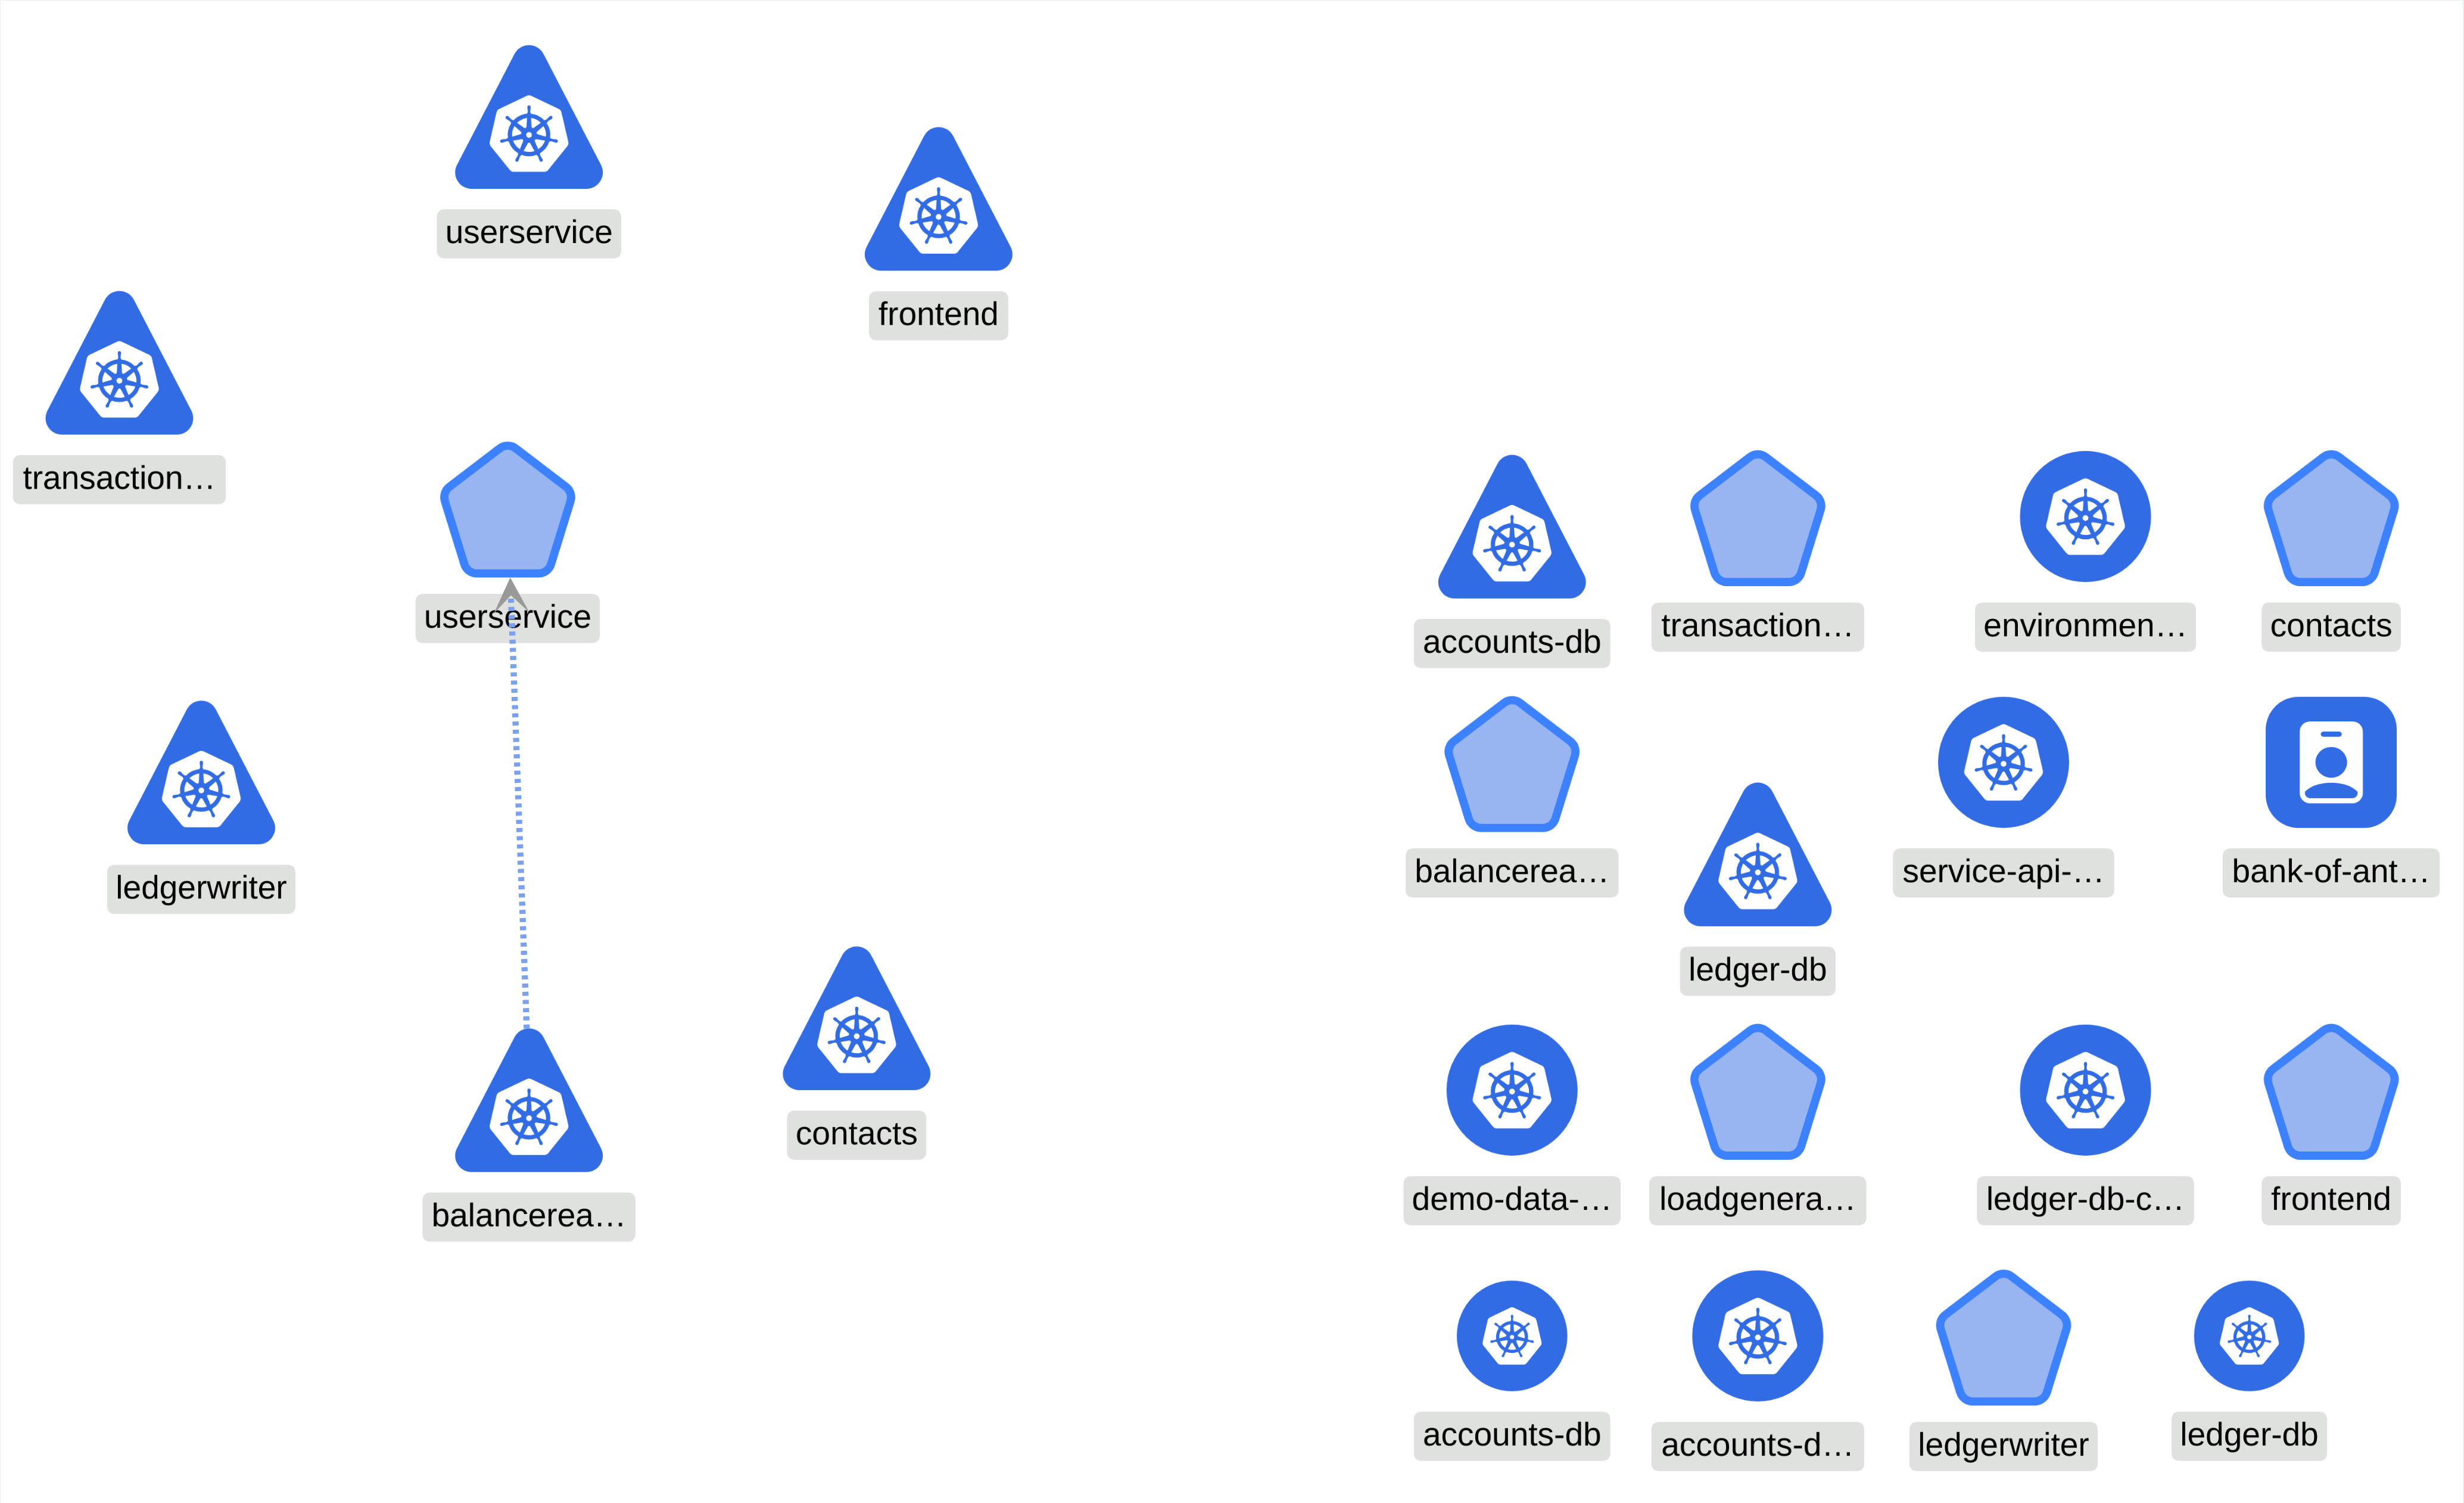 userservice
frontend
transaction…
userservice
accounts-db
transaction…
environmen…
contacts
ledgerwriter
balancerea…
service-api-…
bank-of-ant…
ledger-db
contacts
balancerea…
demo-data-…
loadgenera…
ledger-db-c…
frontend
accounts-db
accounts-d…
ledgerwriter
ledger-db